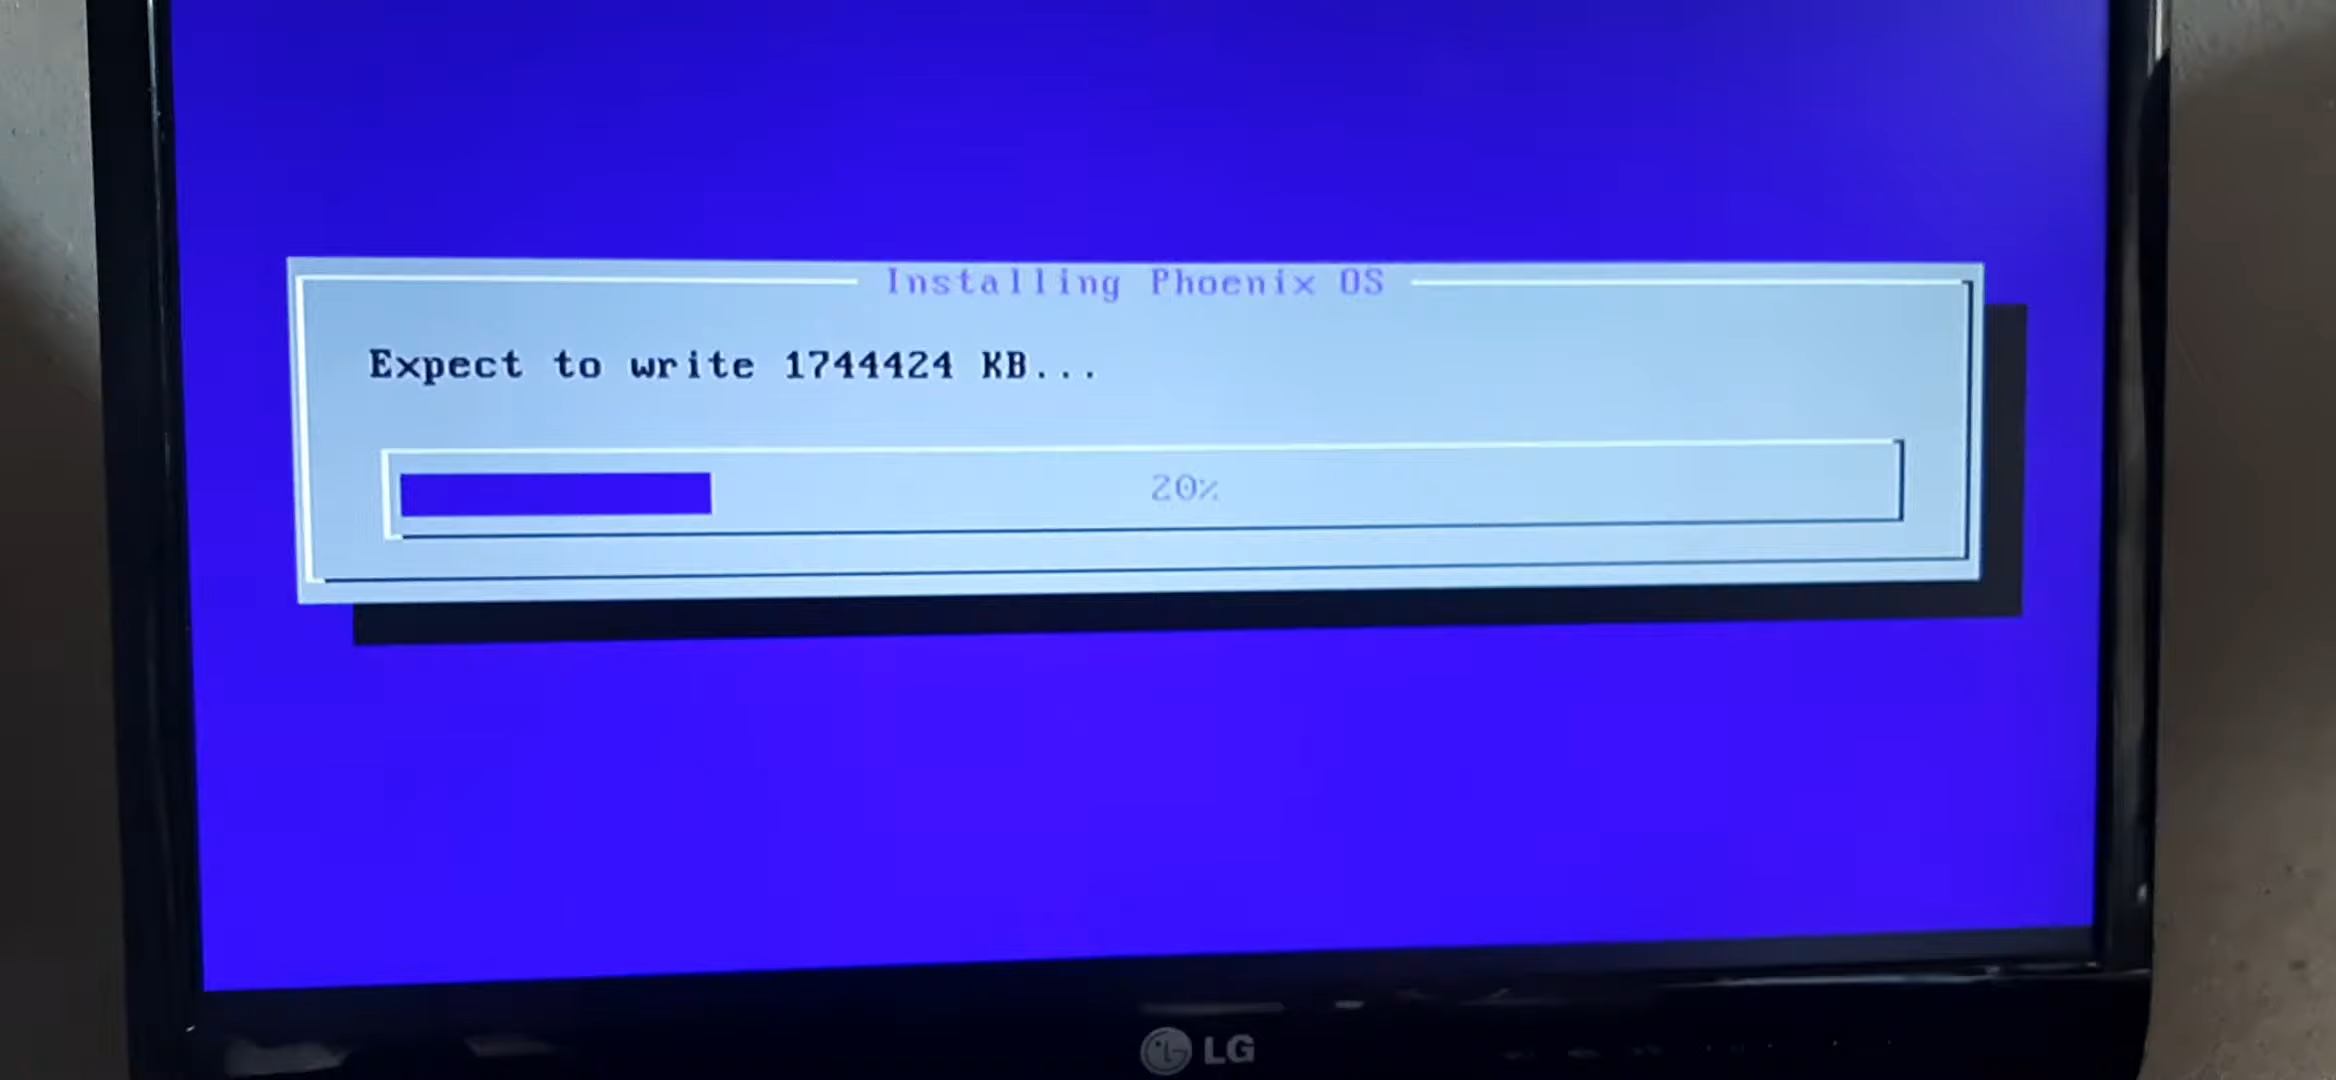 Installing Phoenix OS
Expect to write 1744424 KB...
20%
LG